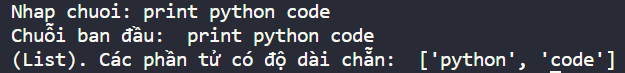 Nhap chuoi: print python code
Chuỗi ban đầu:  print python code
(List). Các phần tử có độ dài chẵn:  ['python', 'code']